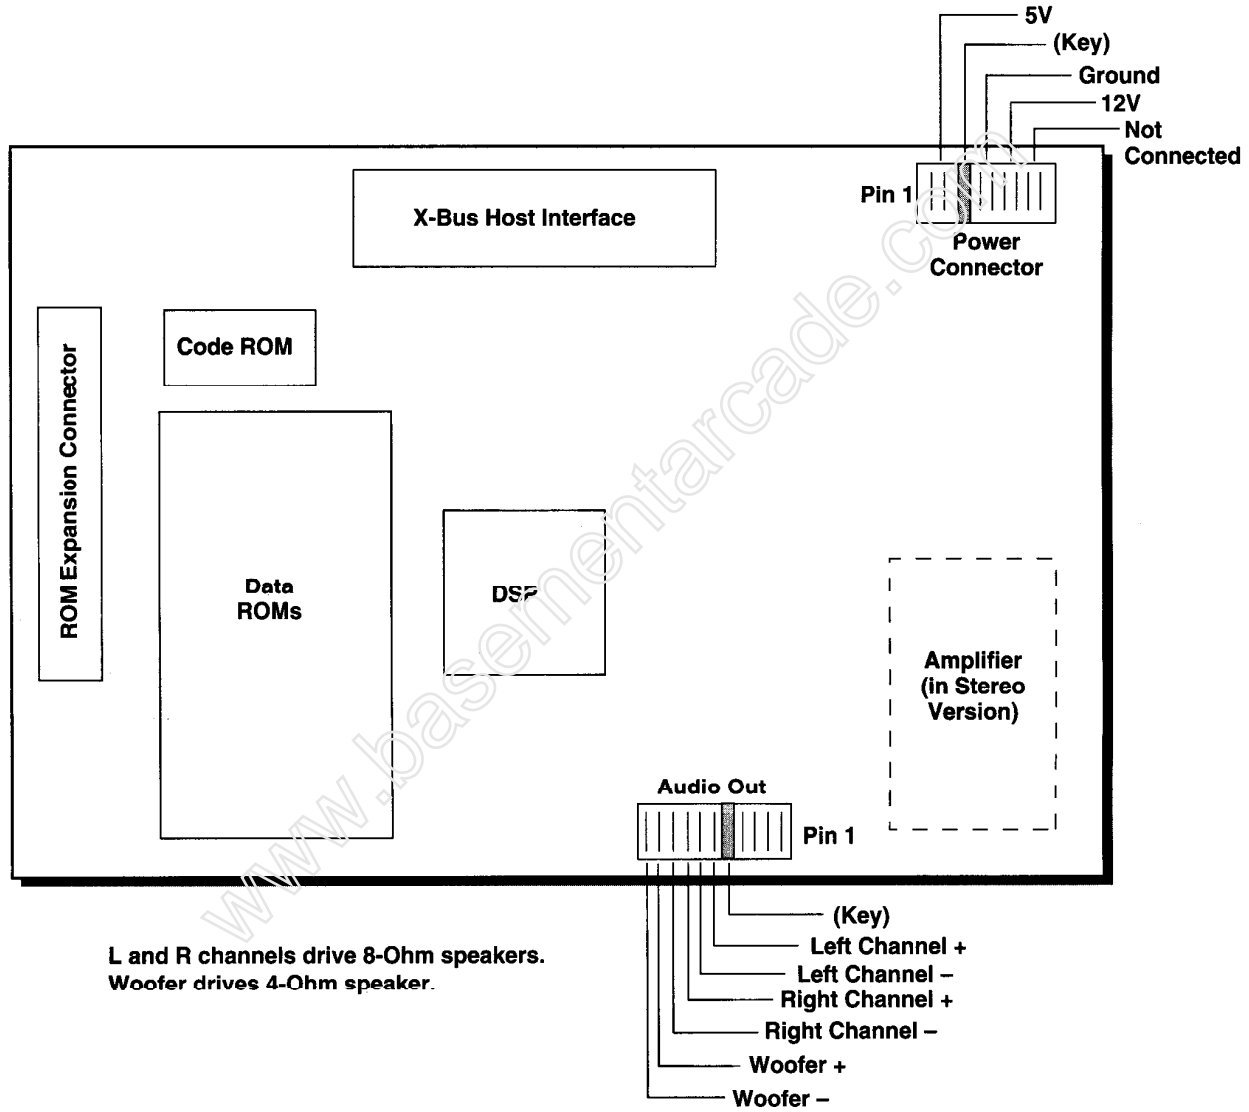 5V
(Key)
Ground
12V
Not
Connected
Pin 1
Power
Connector
X-Bus Host Interface
Code ROM
ROM Expansion Connector
Data
ROMs
DSP
Amplifier
(in Stereo
Version)
Audio Out
Pin 1
(Key)
Left Channel +
Left Channel –
Right Channel +
Right Channel –
Woofer +
Woofer –
L and R channels drive 8-Ohm speakers.
Woofer drives 4-Ohm speaker.
www.basementarcade.com